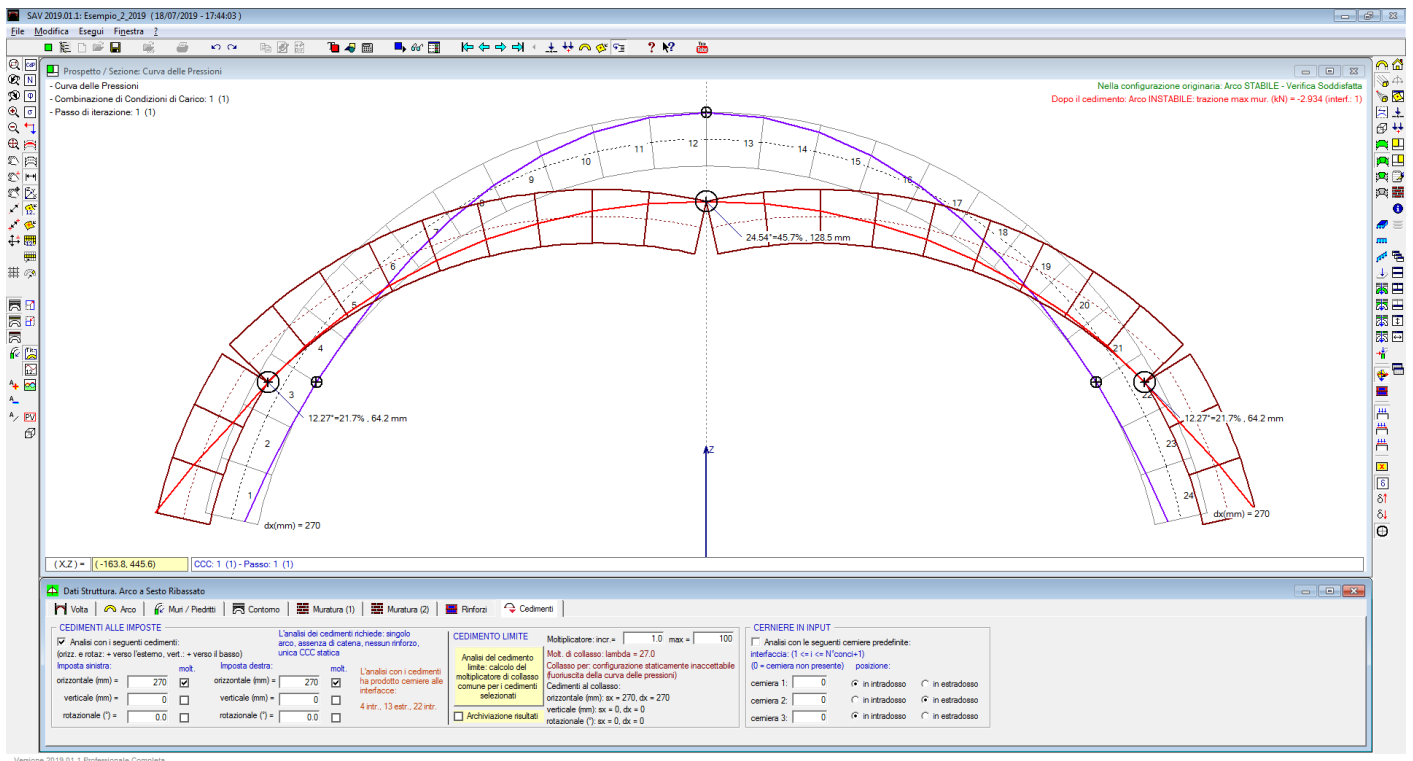 SAV 2019.01.1: Esempio_2_2019 (18/07/2019 - 17:44:03 )
File Modifica Esegui Finestra ?
Prospetto / Sezione: Curva delle Pressioni
- Curva delle Pressioni
- Combinazione di Condizioni di Carico: 1 (1)
- Passo di iterazione: 1 (1)
Nella configurazione originaria: Arco STABILE - Verifica Soddisfatta
Dopo il cedimento: Arco INSTABILE: trazione max mur. (kN) = -2.934 (interf.: 1)
1
2
3
4
5
6
7
8
9
10
11
12
13
14
15
16
17
18
19
20
21
22
23
24
24.54°=45.7% , 128.5 mm
12.27°=21.7% , 64.2 mm
12.27°=21.7% , 64.2 mm
Z
dx(mm) = 270
dx(mm) = 270
(X,Z) = (-163.8, 445.6) CCC: 1 (1) - Passo: 1 (1)
Dati Struttura. Arco a Sesto Ribassato
Volta Arco Muri / Piedritti Contorno Muratura (1) Muratura (2) Rinforzi Cedimenti
CEDIMENTI ALLE IMPOSTE
Analisi con i seguenti cedimenti:
(orizz. e rotaz: + verso l'esterno, vert.: + verso il basso)
L'analisi dei cedimenti richiede: singolo
arco, assenza di catena, nessun rinforzo,
unica CCC statica
Imposta sinistra: molt. Imposta destra: molt.
orizzontale (mm) = 270 orizzontale (mm) = 270
verticale (mm) = 0 verticale (mm) = 0
rotazionale (°) = 0.0 rotazionale (°) = 0.0
L'analisi con i cedimenti
ha prodotto cerniere alle
interfacce:
4 intr., 13 estr., 22 intr.
CEDIMENTO LIMITE
Moltiplicatore: incr.= 1.0 max = 100
Analisi del cedimento
limite: calcolo del
moltiplicatore di collasso
comune per i cedimenti
selezionati
Archiviazione risultati
Molt. di collasso: lambda = 27.0
Collasso per: configurazione staticamente inaccettabile
(fuoriuscita della curva delle pressioni)
Cedimenti al collasso:
orizzontale (mm): sx = 270, dx = 270
verticale (mm): sx = 0, dx = 0
rotazionale (°): sx = 0, dx = 0
CERNIERE IN INPUT
Analisi con le seguenti cerniere predefinite:
interfaccia: (1 <= i <= N°conci+1)
(0 = cerniera non presente) posizione:
cerniera 1: 0 in intradosso in estradosso
cerniera 2: 0 in intradosso in estradosso
cerniera 3: 0 in intradosso in estradosso
Versione 2019.01.1 Professionale Completa